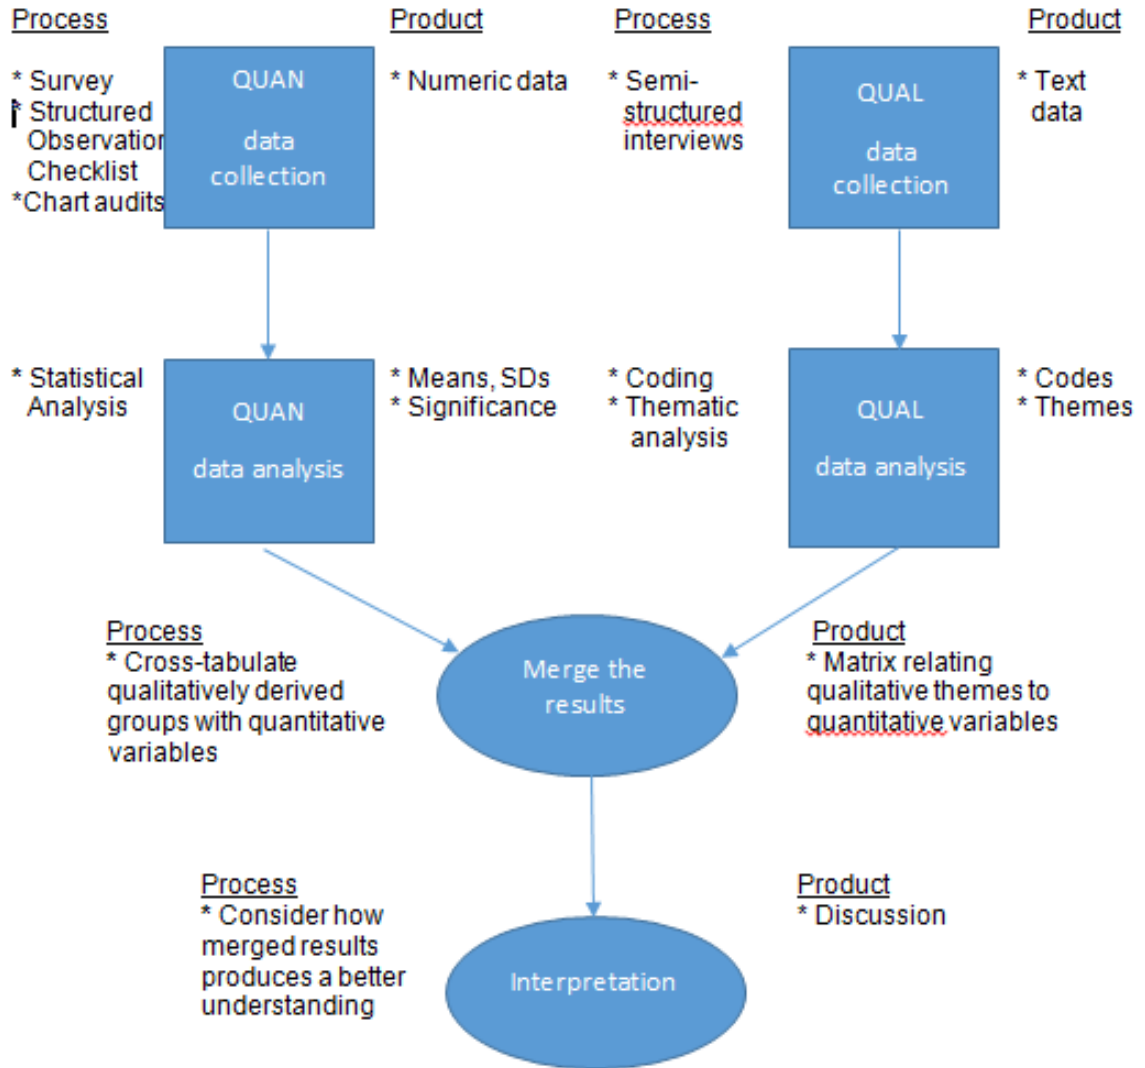 Process
Product
Process
Product
* Survey
* Structured
Observation
Checklist
*Chart audits
QUAN
data
collection
* Numeric data
* Semi-
structured
interviews
QUAL
data
collection
* Text
data
* Statistical
Analysis
QUAN
data analysis
* Means, SDs
* Significance
* Coding
* Thematic
analysis
QUAL
data analysis
* Codes
* Themes
Process
* Cross-tabulate
qualitatively derived
groups with quantitative
variables
Merge the
results
Product
* Matrix relating
qualitative themes to
quantitative variables
Process
* Consider how
merged results
produces a better
understanding
Interpretation
Product
* Discussion